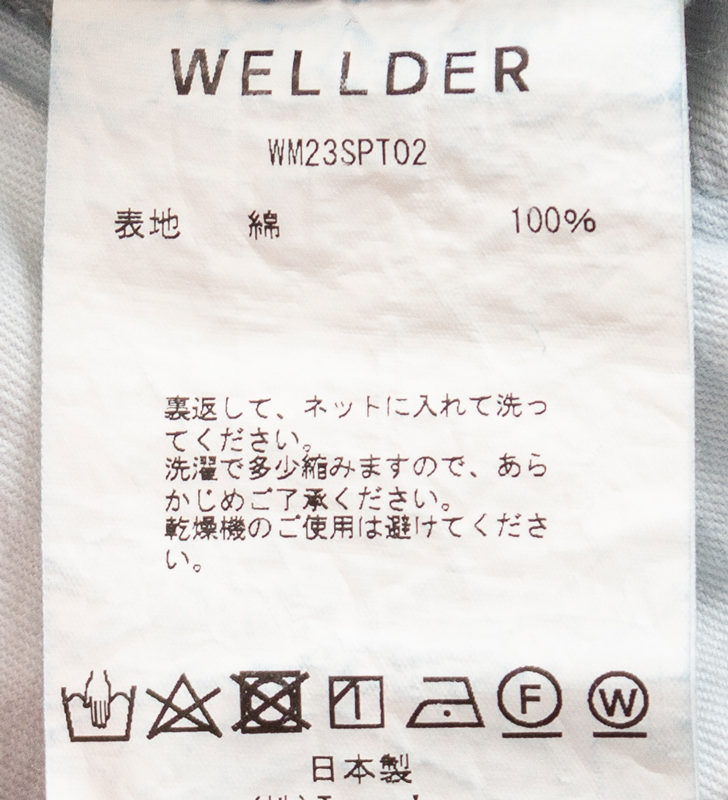 WELLDER
WM23SPT02
表地 綿 100%
裏返して、ネットに入れて洗っ
てください。
洗濯で多少縮みますので、あら
かじめご了承ください。
乾燥機のご使用は避けてくださ
い。
F W
日本製